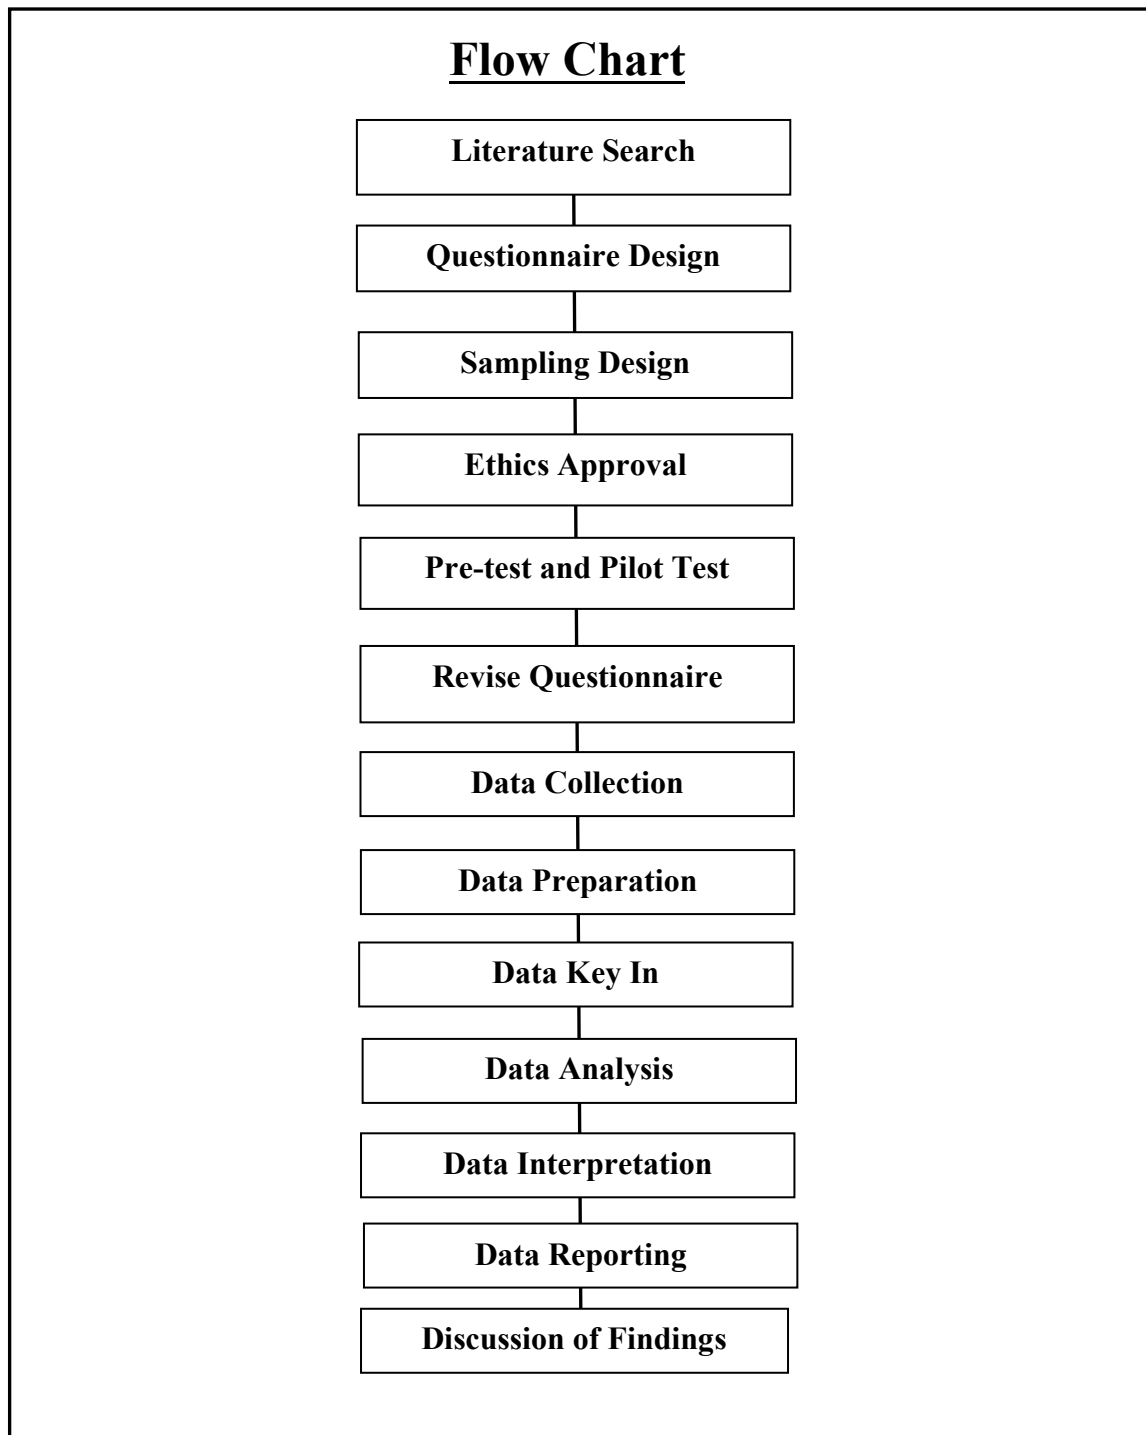 Flow Chart
Literature Search
Questionnaire Design
Sampling Design
Ethics Approval
Pre-test and Pilot Test
Revise Questionnaire
Data Collection
Data Preparation
Data Key In
Data Analysis
Data Interpretation
Data Reporting
Discussion of Findings